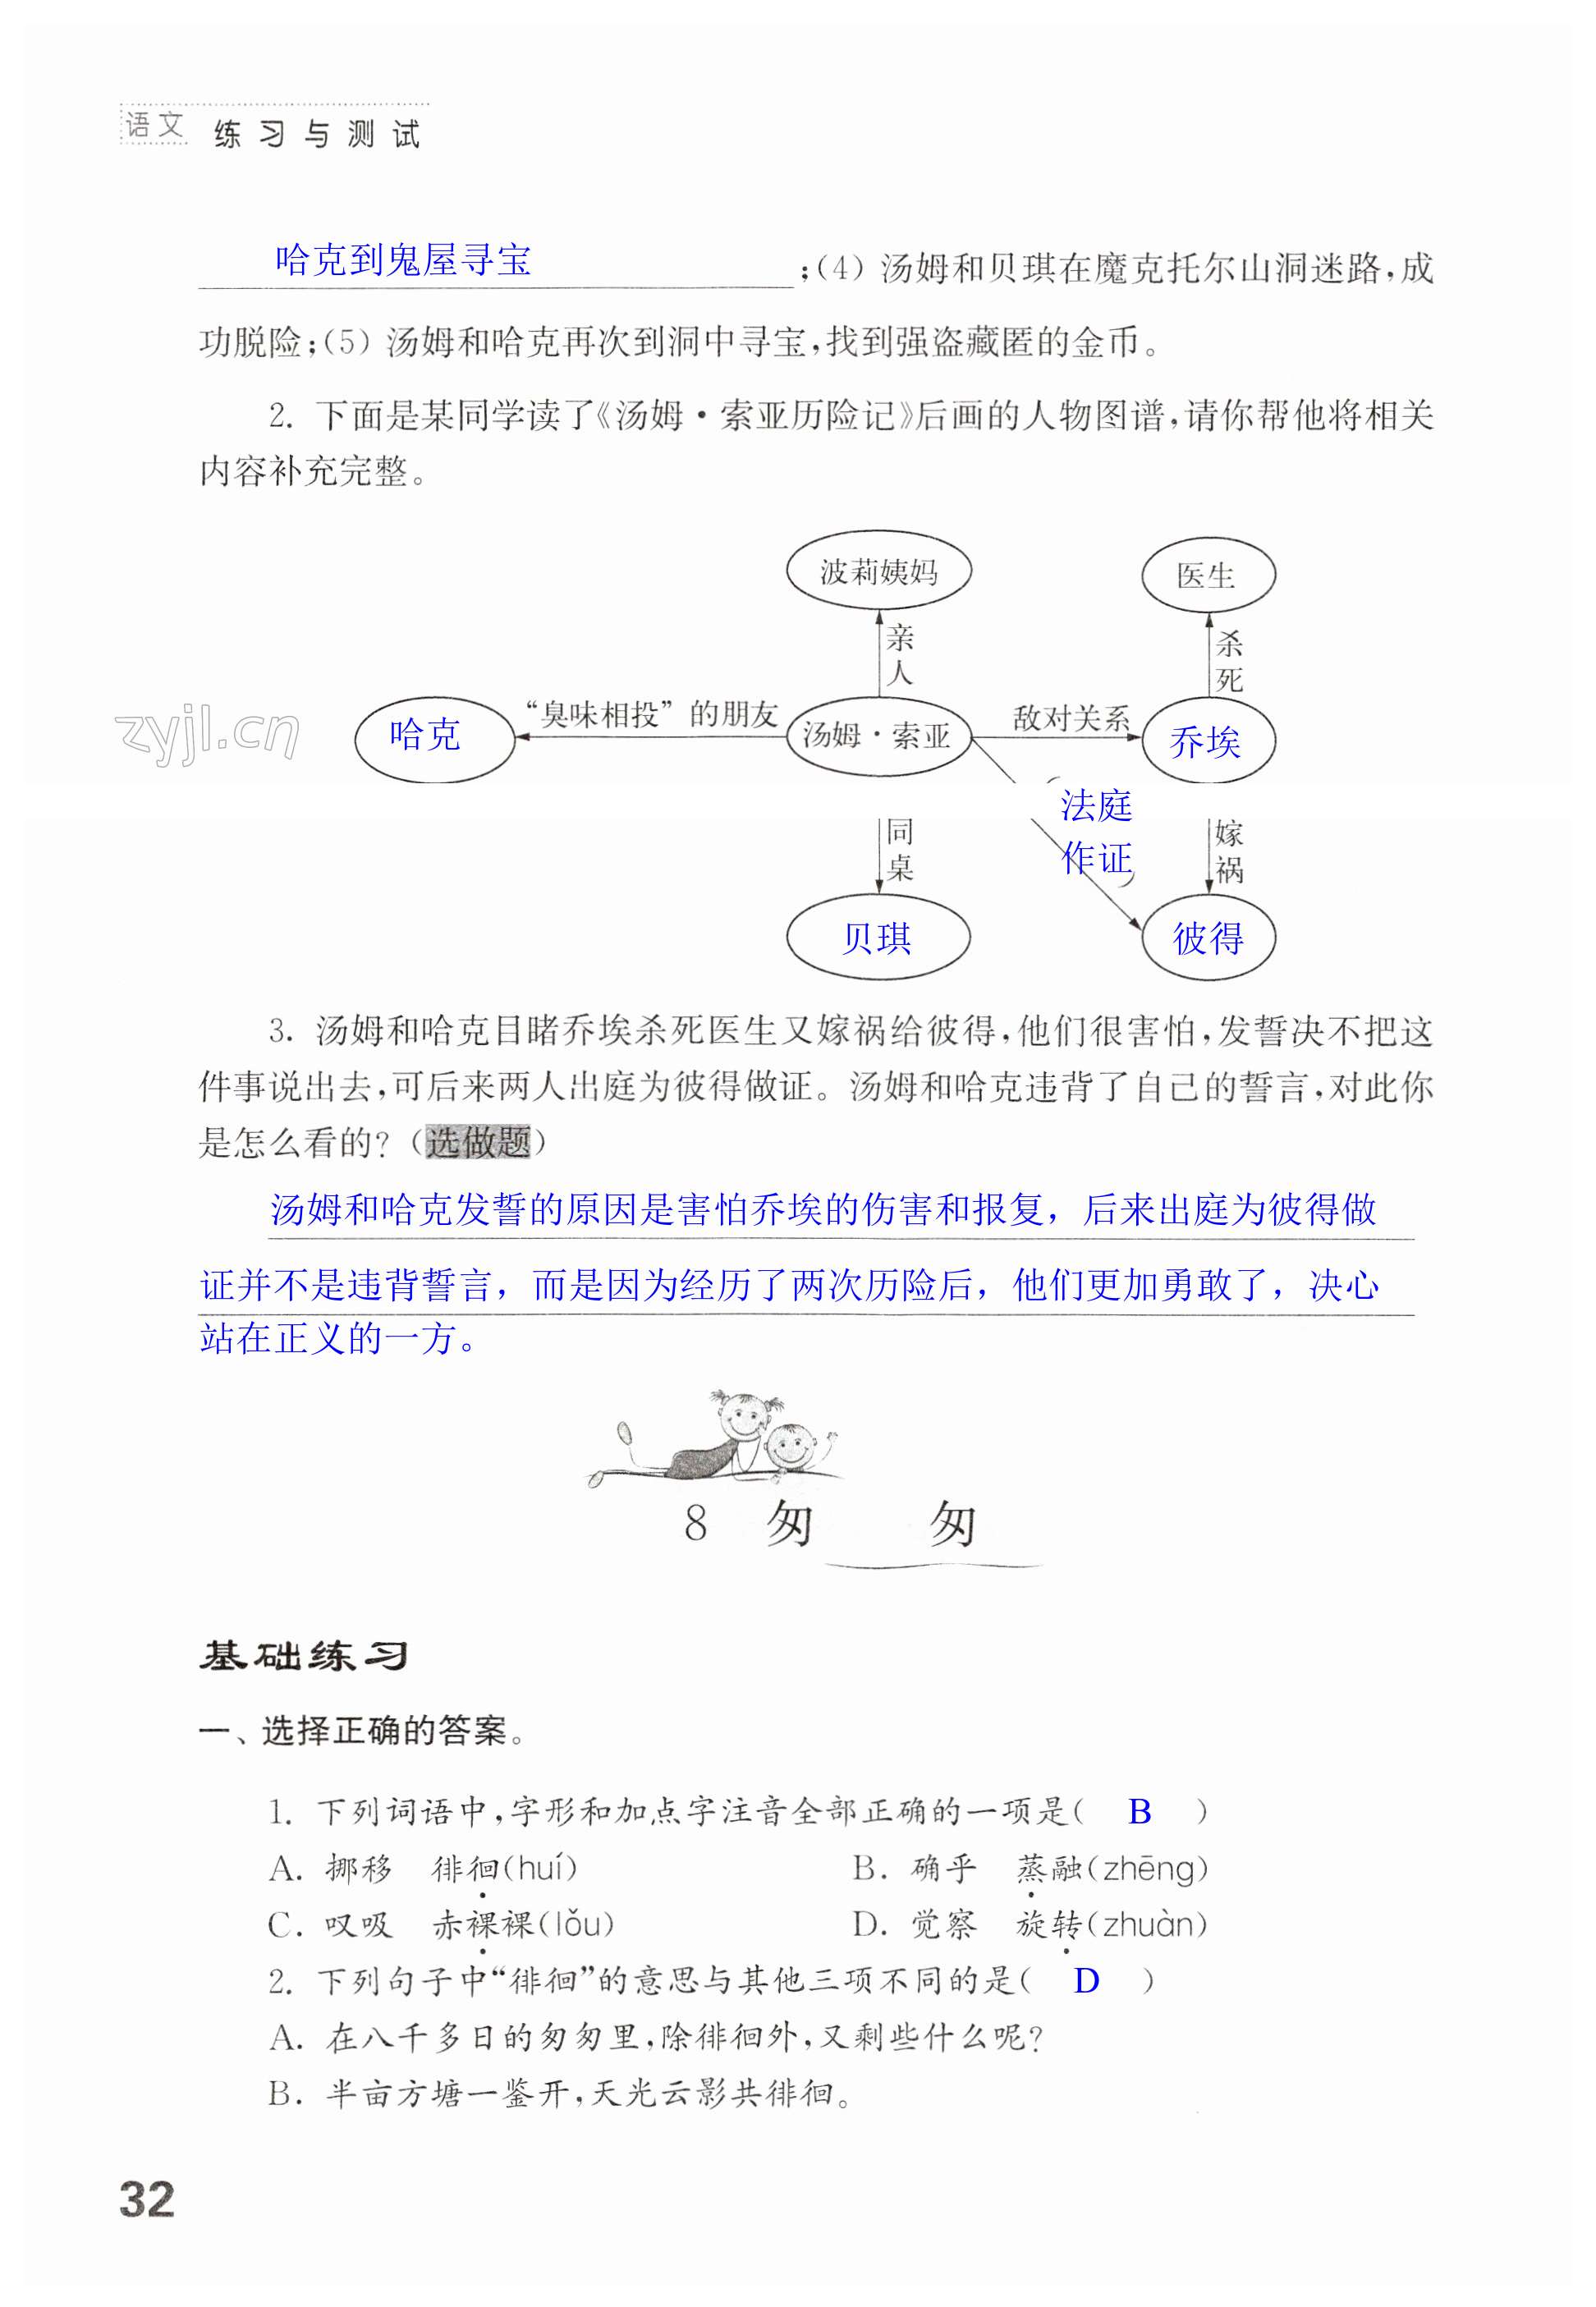 语文 练习与测试
哈克到鬼屋寻宝;(4) 汤姆和贝琪在魔克托尔山洞迷路,成
功脱险;(5) 汤姆和哈克再次到洞中寻宝,找到强盗藏匿的金币。
2. 下面是某同学读了《汤姆·索亚历险记》后画的人物图谱,请你帮他将相关
内容补充完整。
波莉姨妈 医生
亲人 杀死
zyjl.cn 哈克 “臭味相投”的朋友 汤姆·索亚 敌对关系 乔埃
同桌 (法庭作证) 嫁祸
贝琪 彼得
3. 汤姆和哈克目睹乔埃杀死医生又嫁祸给彼得,他们很害怕,发誓决不把这
件事说出去,可后来两人出庭为彼得做证。汤姆和哈克违背了自己的誓言,对此你
是怎么看的?(选做题)
汤姆和哈克发誓的原因是害怕乔埃的伤害和报复，后来出庭为彼得做
证并不是违背誓言，而是因为经历了两次历险后，他们更加勇敢了，决心
站在正义的一方。
8 匆 匆
基础练习
一、选择正确的答案。
1. 下列词语中,字形和加点字注音全部正确的一项是( B )
A. 挪移 徘徊(huí) B. 确乎 蒸融(zhēng)
C. 叹吸 赤裸裸(lǒu) D. 觉察 旋转(zhuàn)
2. 下列句子中“徘徊”的意思与其他三项不同的是( D )
A. 在八千多日的匆匆里,除徘徊外,又剩些什么呢?
B. 半亩方塘一鉴开,天光云影共徘徊。
32